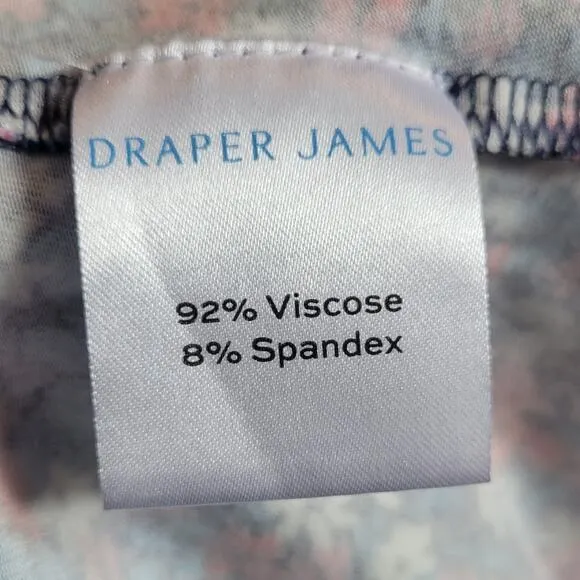 DRAPER JAMES
92% Viscose
8% Spandex